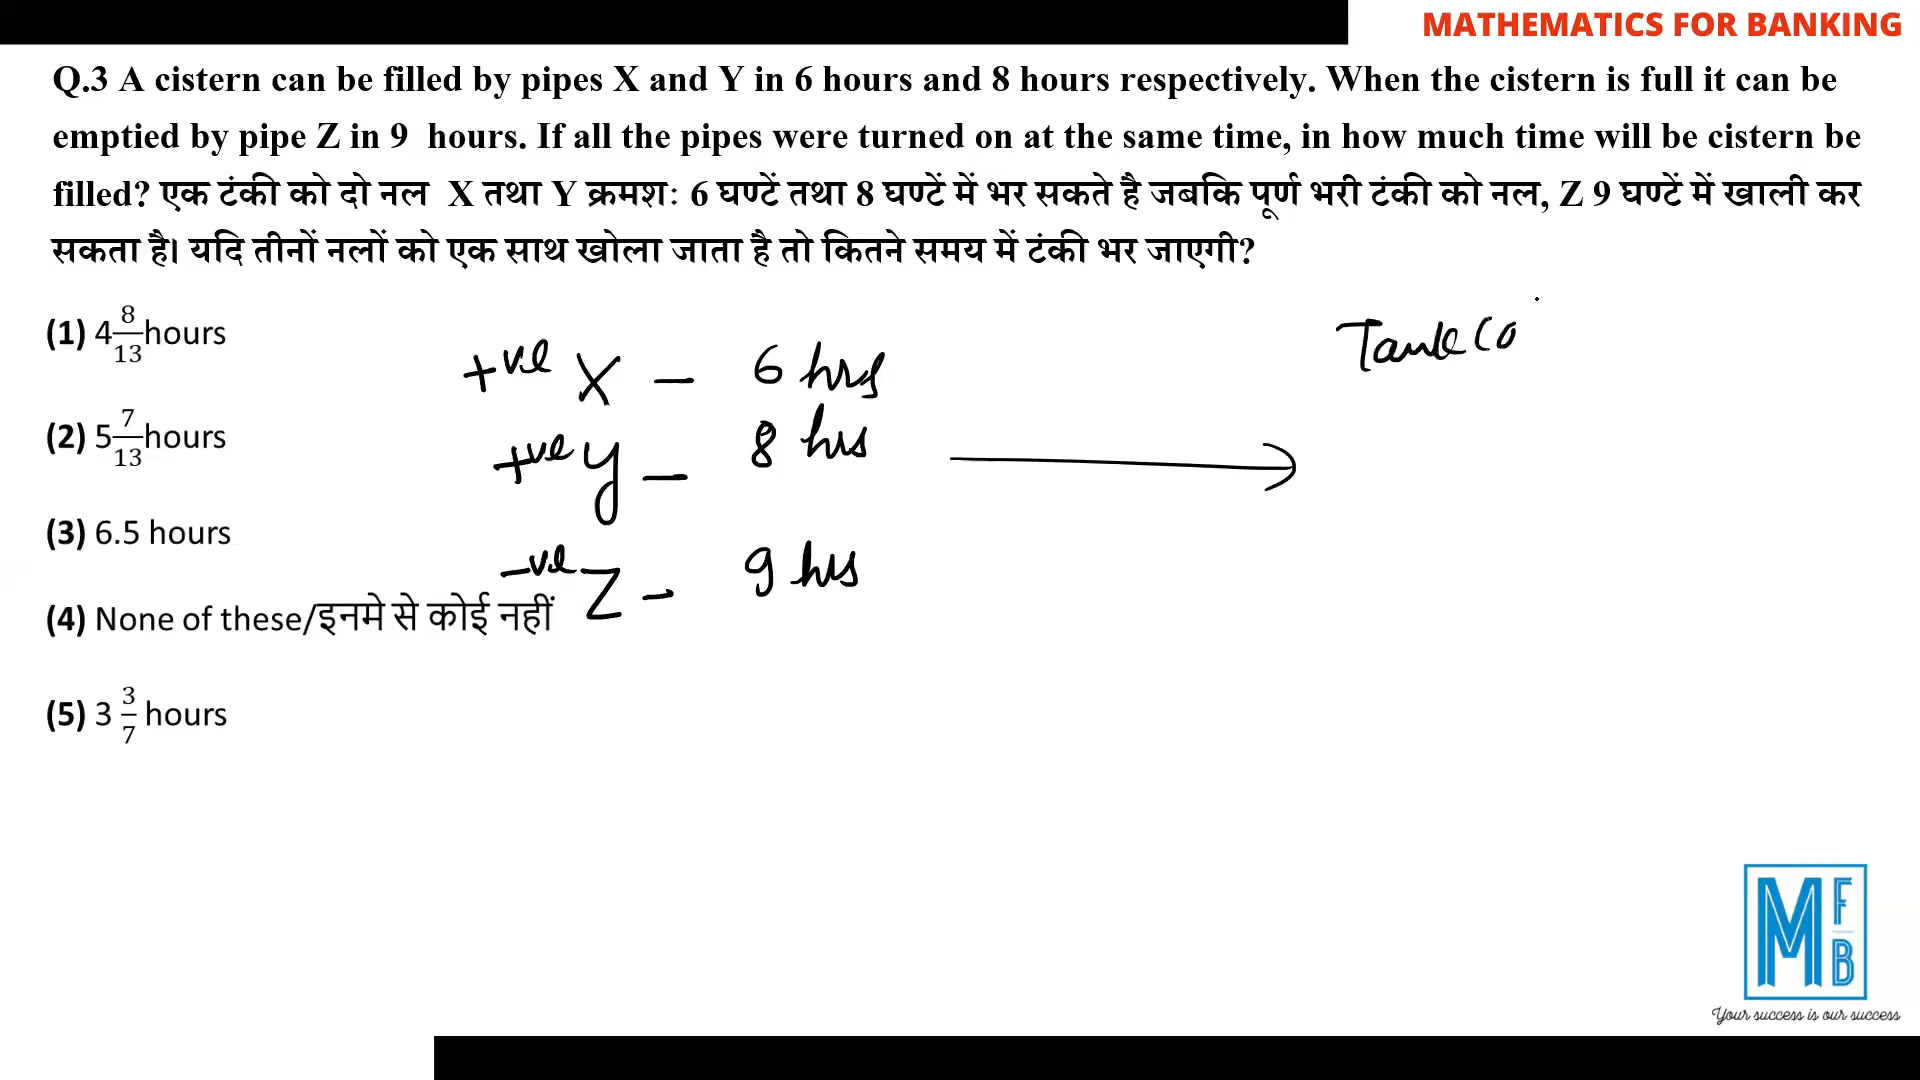 MATHEMATICS FOR BANKING
Q.3 A cistern can be filled by pipes X and Y in 6 hours and 8 hours respectively. When the cistern is full it can be
emptied by pipe Z in 9 hours. If all the pipes were turned on at the same time, in how much time will be cistern be
filled? एक टंकी को दो नल X तथा Y क्रमशः 6 घण्टें तथा 8 घण्टें में भर सकते है जबकि पूर्ण भरी टंकी को नल, Z 9 घण्टें में खाली कर
सकता है। यदि तीनों नलों को एक साथ खोला जाता है तो कितने समय में टंकी भर जाएगी?
(1) 4 8/13 hours
(2) 5 7/13 hours
(3) 6.5 hours
(4) None of these/इनमे से कोई नहीं
(5) 3 3/7 hours
+ve X – 6 hrs
+ve Y – 8 hrs
-ve Z – 9 hrs
Tank (a
M F B
Your success is our success